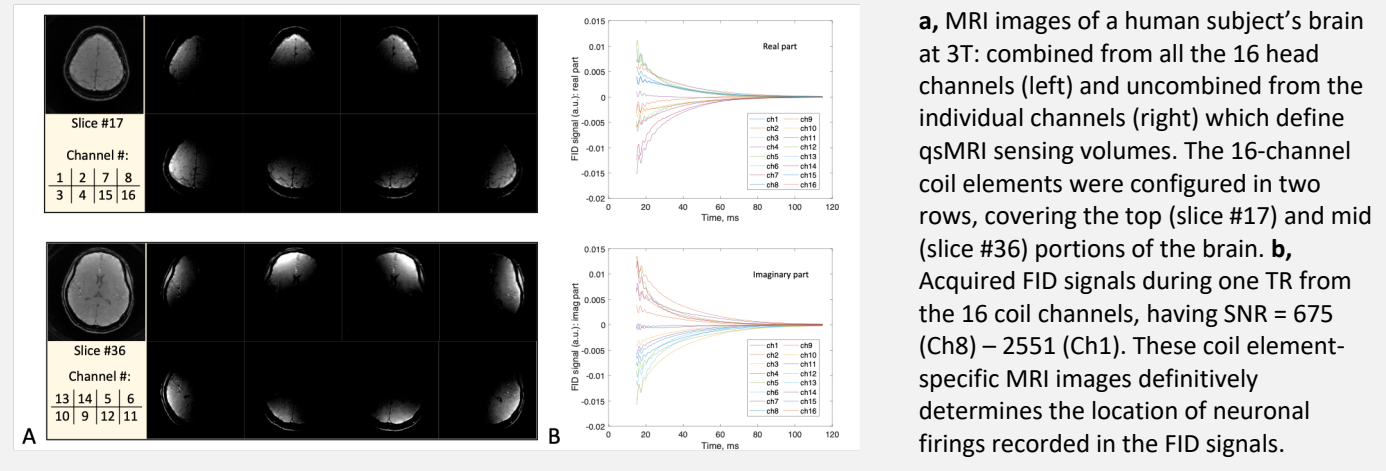 Slice #17
Channel #:
1 2 7 8
3 4 15 16
Slice #36
Channel #:
13 14 5 6
10 9 12 11
A
B
0.015
0.01
0.005
0
-0.005
-0.01
-0.015
-0.02
FID signal (a.u.): real part
Real part
ch1 ch9
ch2 ch10
ch3 ch11
ch4 ch12
ch5 ch13
ch6 ch14
ch7 ch15
ch8 ch16
0 20 40 60 80 100 120
Time, ms
0.015
0.01
0.005
0
-0.005
-0.01
-0.015
-0.02
FID signal (a.u.): imag part
Imaginary part
ch1 ch9
ch2 ch10
ch3 ch11
ch4 ch12
ch5 ch13
ch6 ch14
ch7 ch15
ch8 ch16
0 20 40 60 80 100 120
Time, ms
a, MRI images of a human subject's brain
at 3T: combined from all the 16 head
channels (left) and uncombined from the
individual channels (right) which define
qsMRI sensing volumes. The 16-channel
coil elements were configured in two
rows, covering the top (slice #17) and mid
(slice #36) portions of the brain. b,
Acquired FID signals during one TR from
the 16 coil channels, having SNR = 675
(Ch8) – 2551 (Ch1). These coil element-
specific MRI images definitively
determines the location of neuronal
firings recorded in the FID signals.